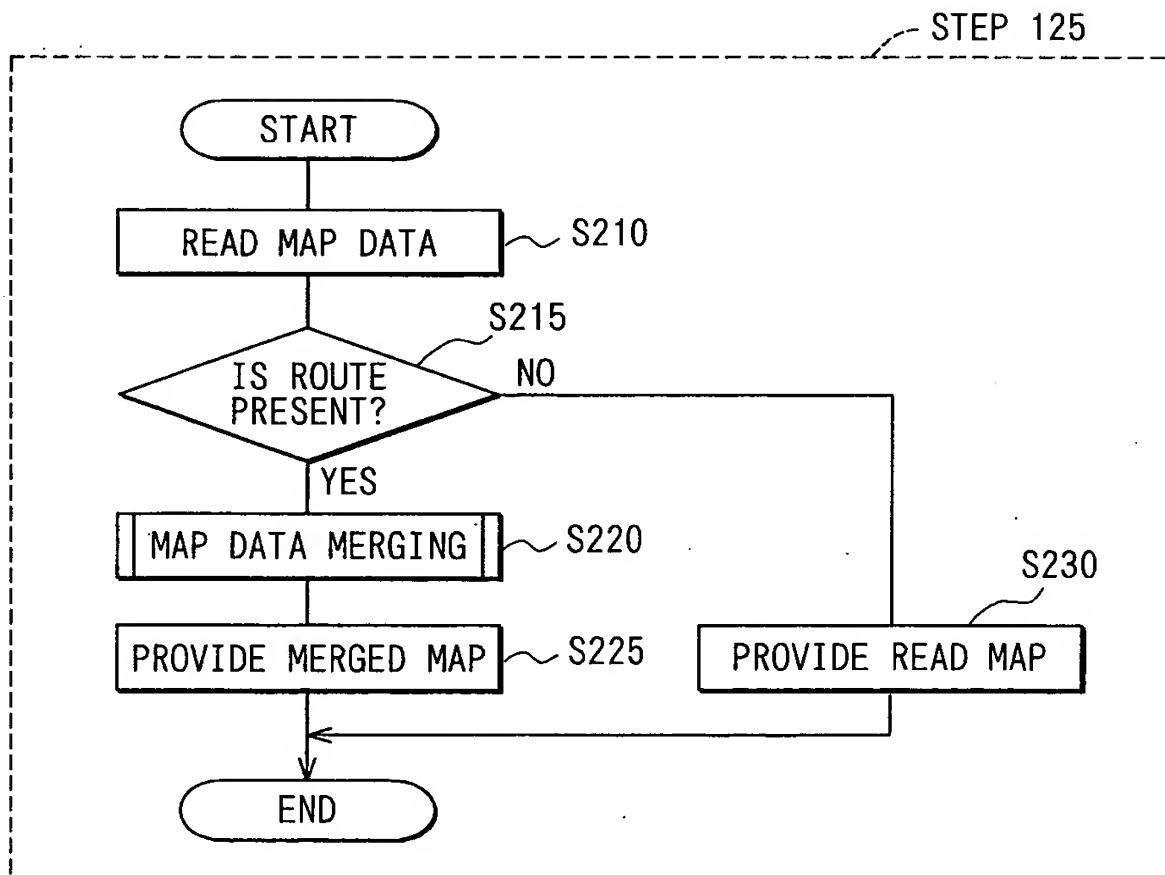 STEP 125
START
READ MAP DATA
S210
S215
IS ROUTE
PRESENT?
NO
YES
MAP DATA MERGING
S220
S230
PROVIDE MERGED MAP
S225
PROVIDE READ MAP
END